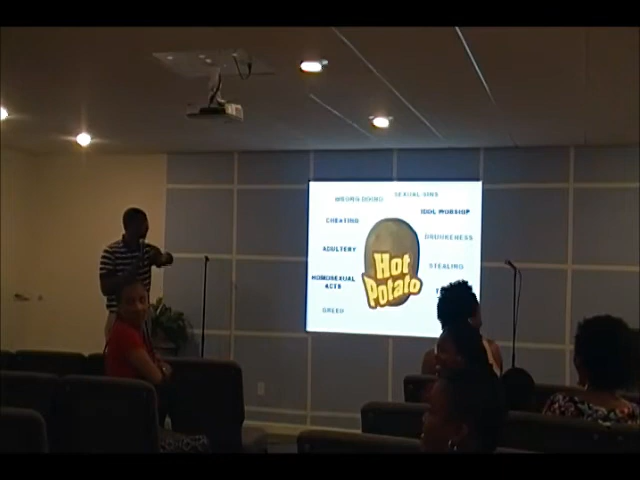 SEXUAL SINS
WRONG DOING
IDOL WORSHIP
CHEATING
DRUNKENESS
ADULTERY
Hot
Potato
STEALING
HOMOSEXUAL
ACTS
GREED